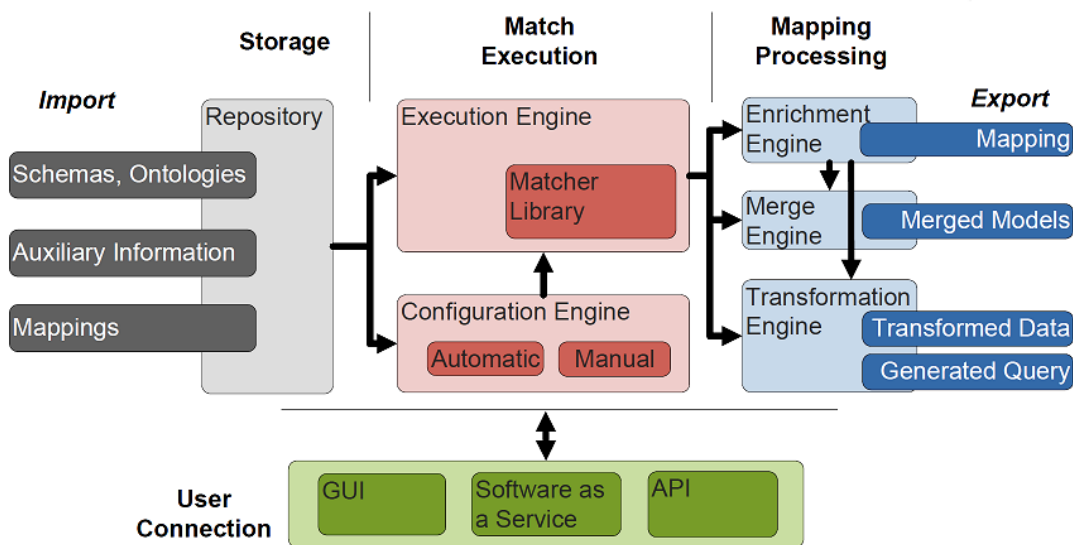 Storage
Match
Execution
Mapping
Processing
Import
Export
Repository
Schemas, Ontologies
Auxiliary Information
Mappings
Execution Engine
Matcher
Library
Configuration Engine
Automatic
Manual
Enrichment
Engine
Mapping
Merge
Engine
Merged Models
Transformation
Engine
Transformed Data
Generated Query
User
Connection
GUI
Software as
a Service
API